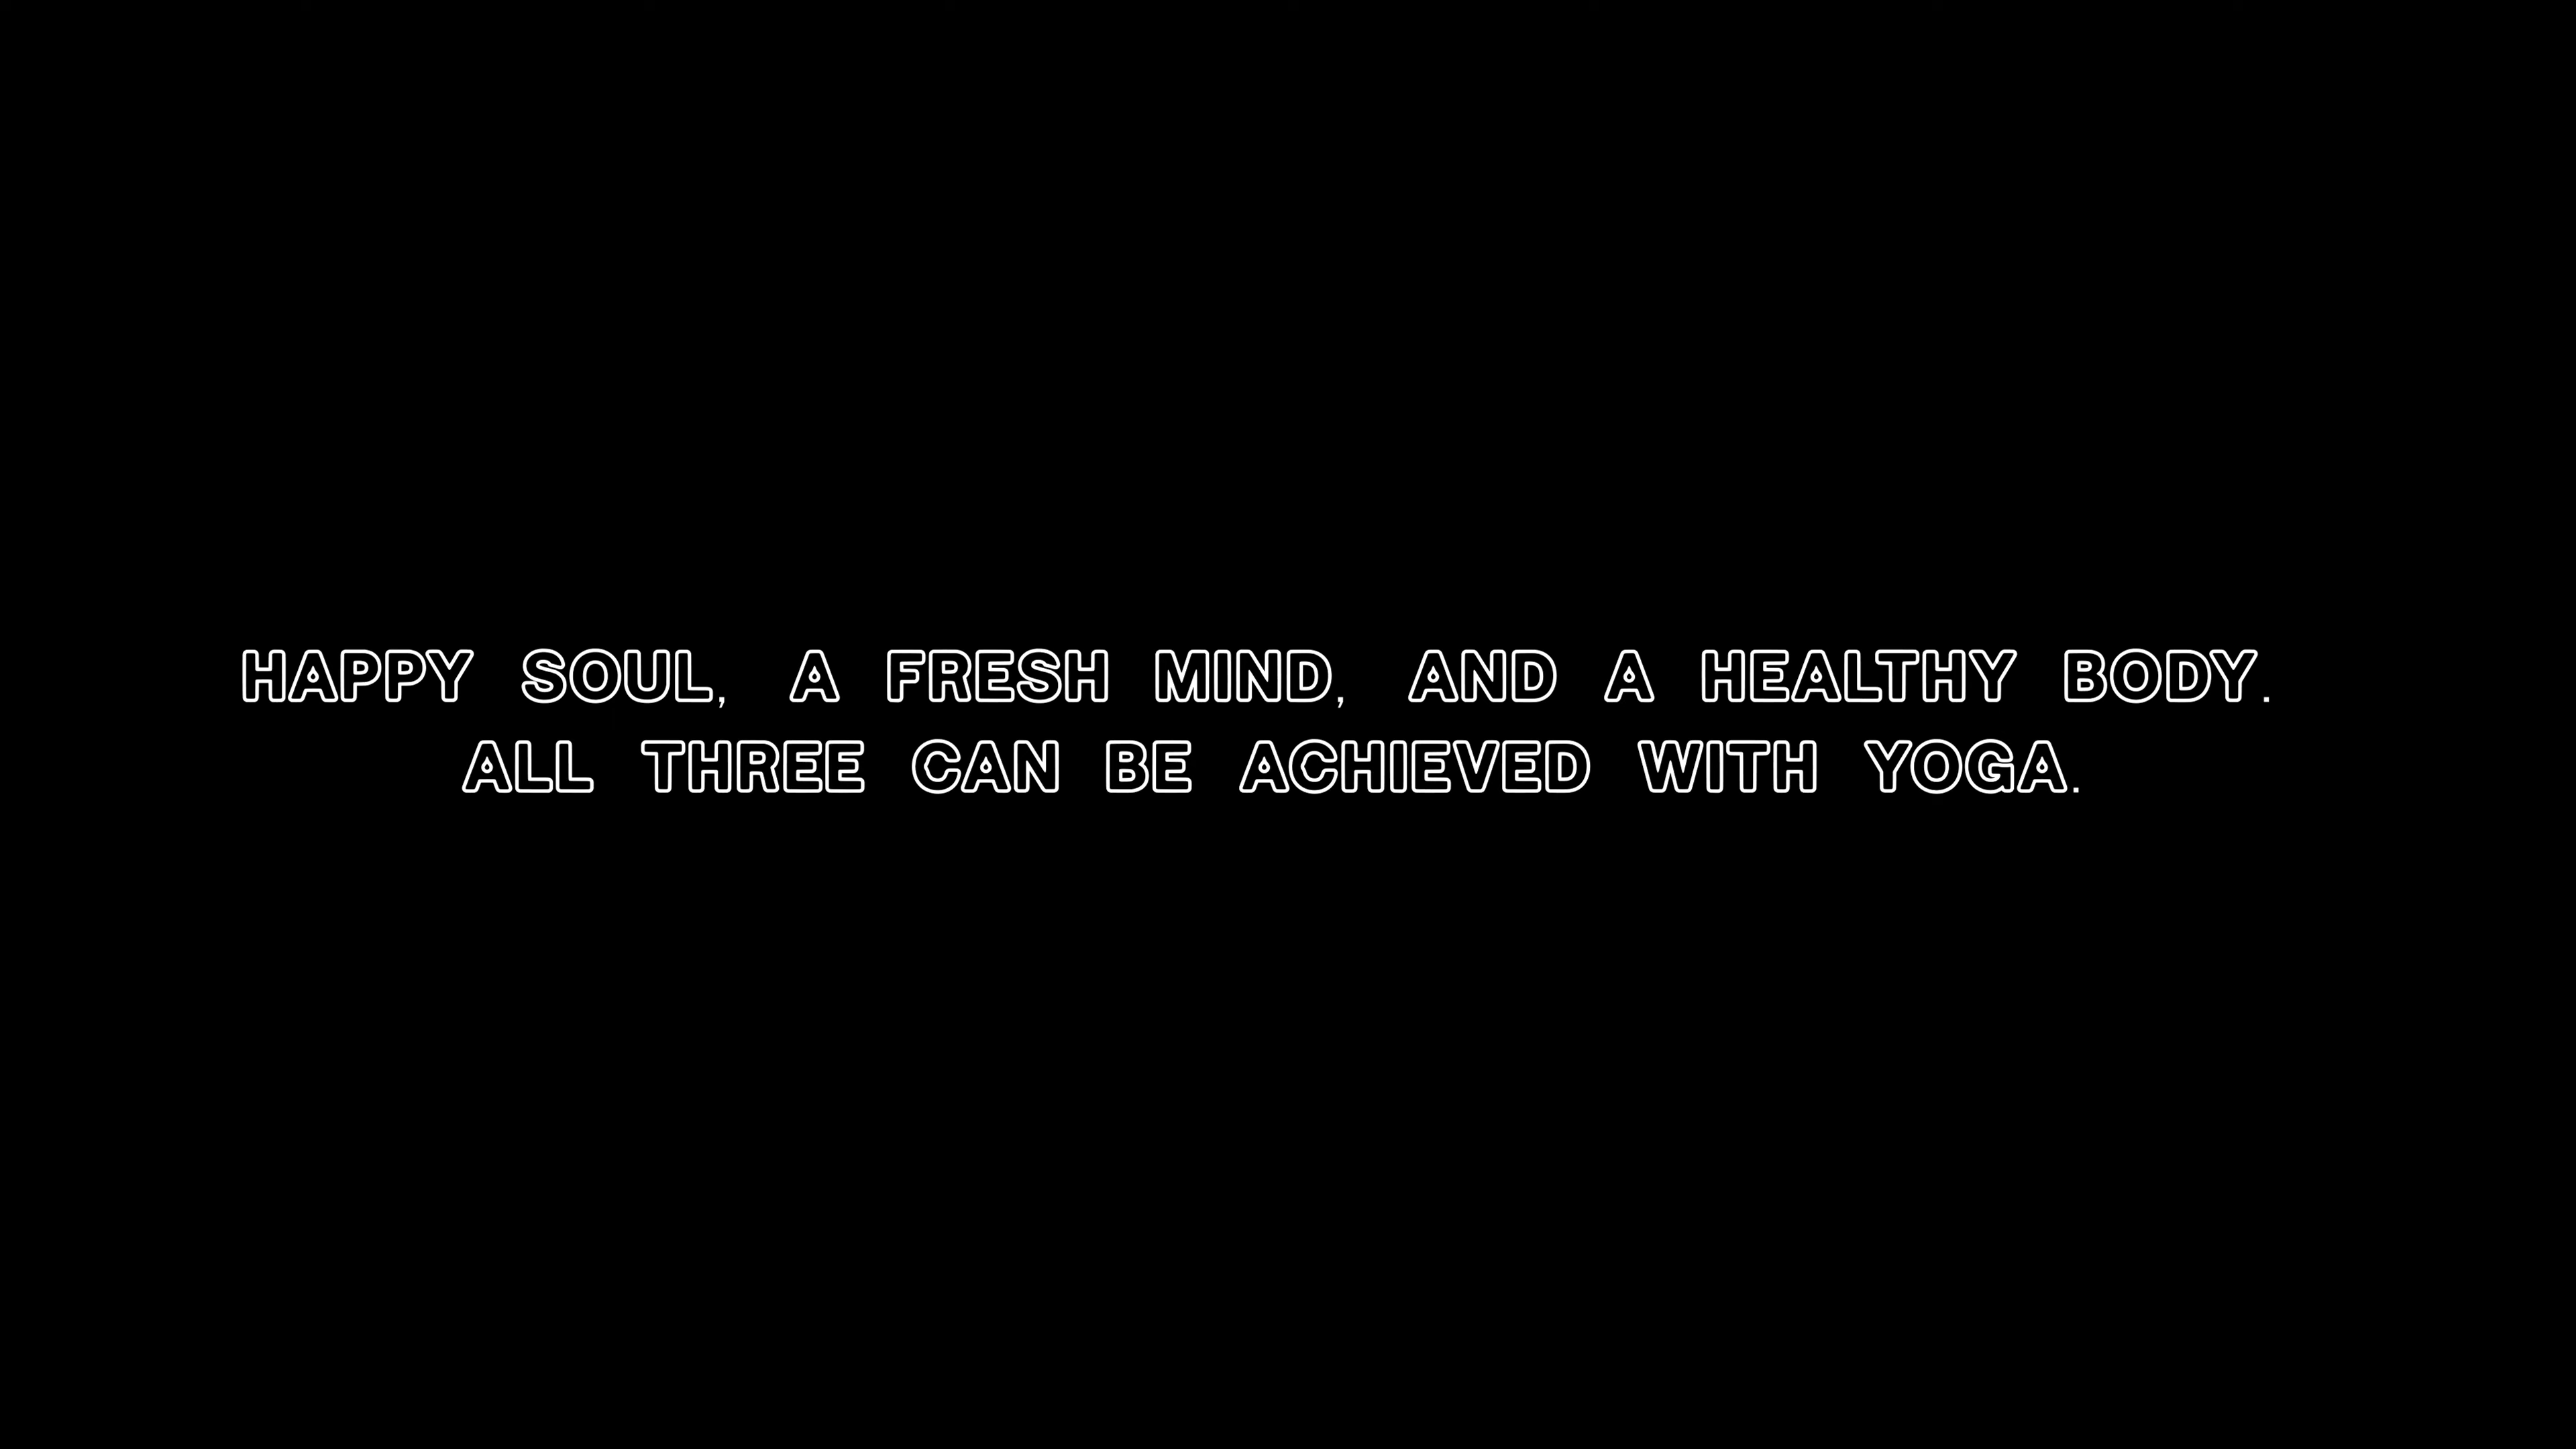 HAPPY SOUL, A FRESH MIND, AND A HEALTHY BODY.
ALL THREE CAN BE ACHIEVED WITH YOGA.